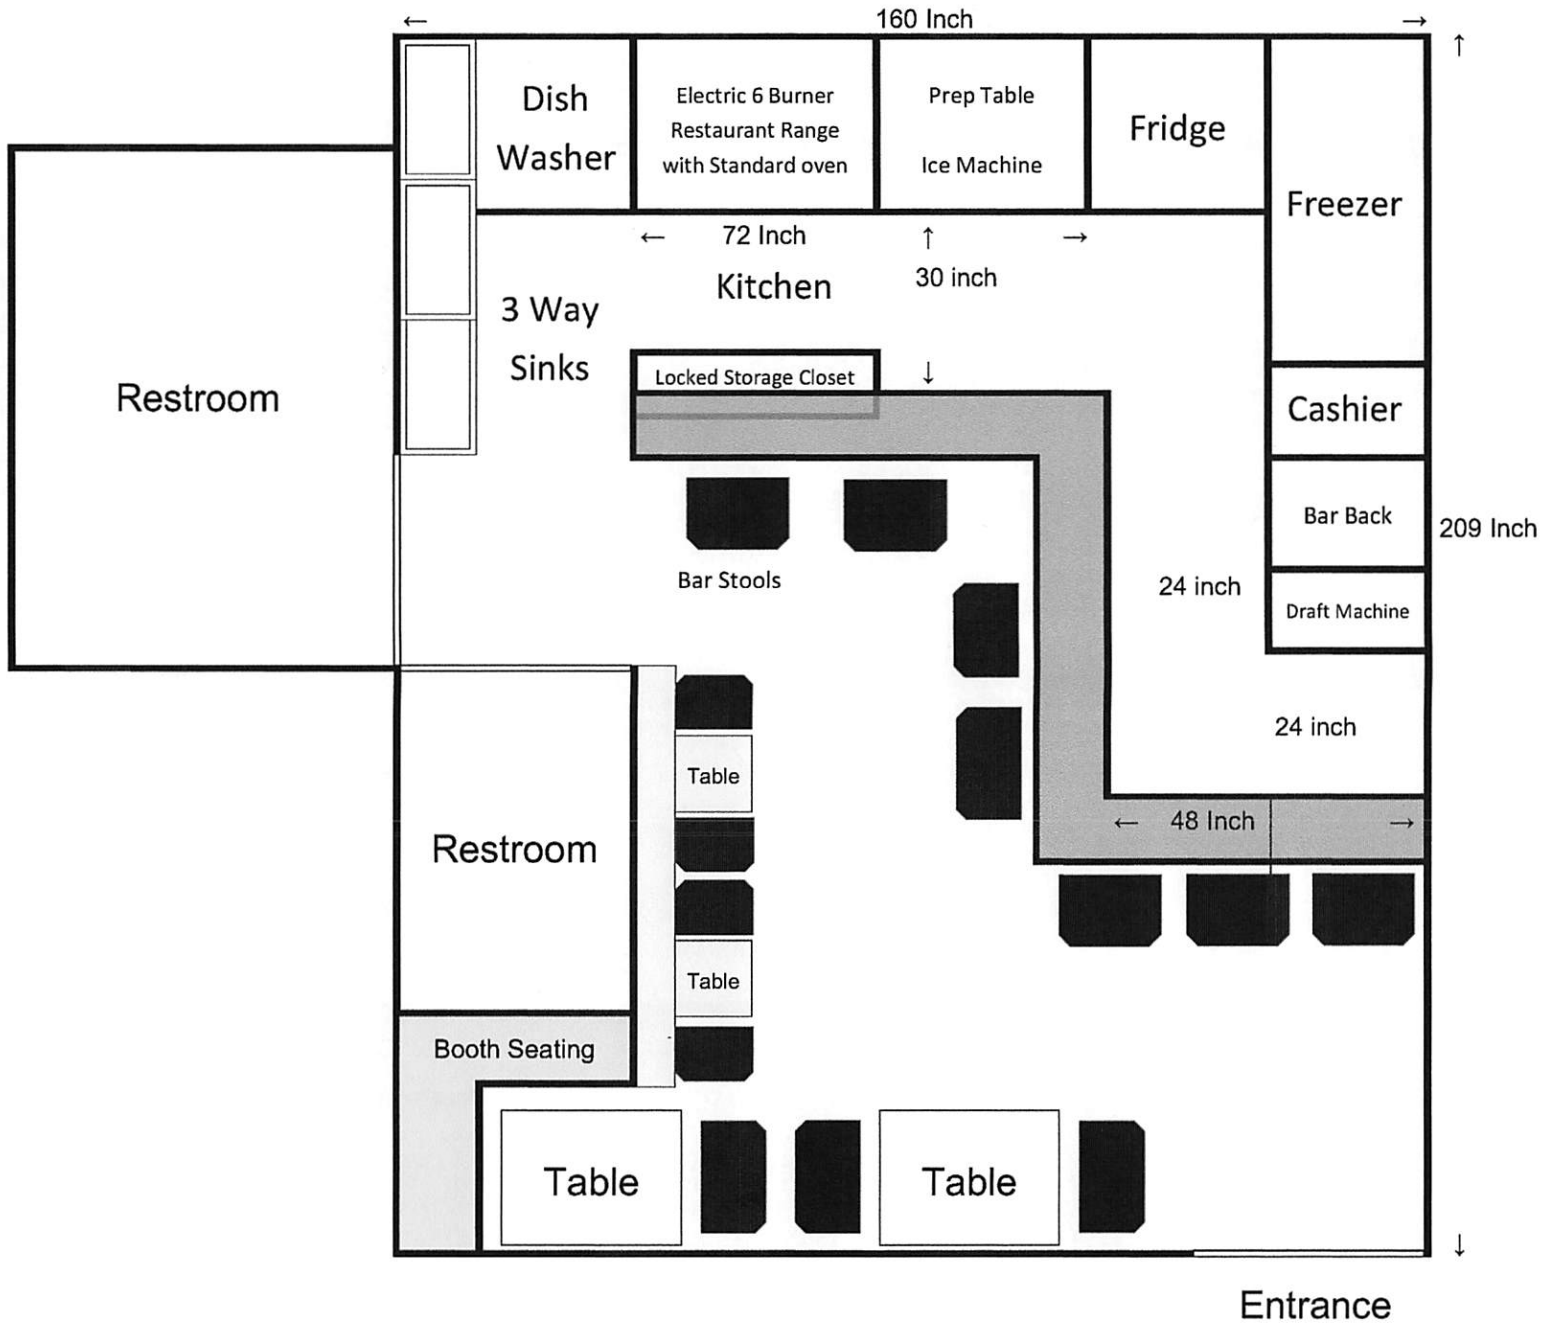 ← 160 Inch →
Dish
Washer
Electric 6 Burner
Restaurant Range
with Standard oven
Prep Table
Ice Machine
Fridge
Freezer
← 72 Inch →
↑
30 inch
↓
Kitchen
3 Way
Sinks
Locked Storage Closet
Restroom
Cashier
Bar Back
209 Inch
Bar Stools
24 inch
Draft Machine
24 inch
Table
← 48 Inch →
Restroom
Table
Booth Seating
Table
Table
Entrance